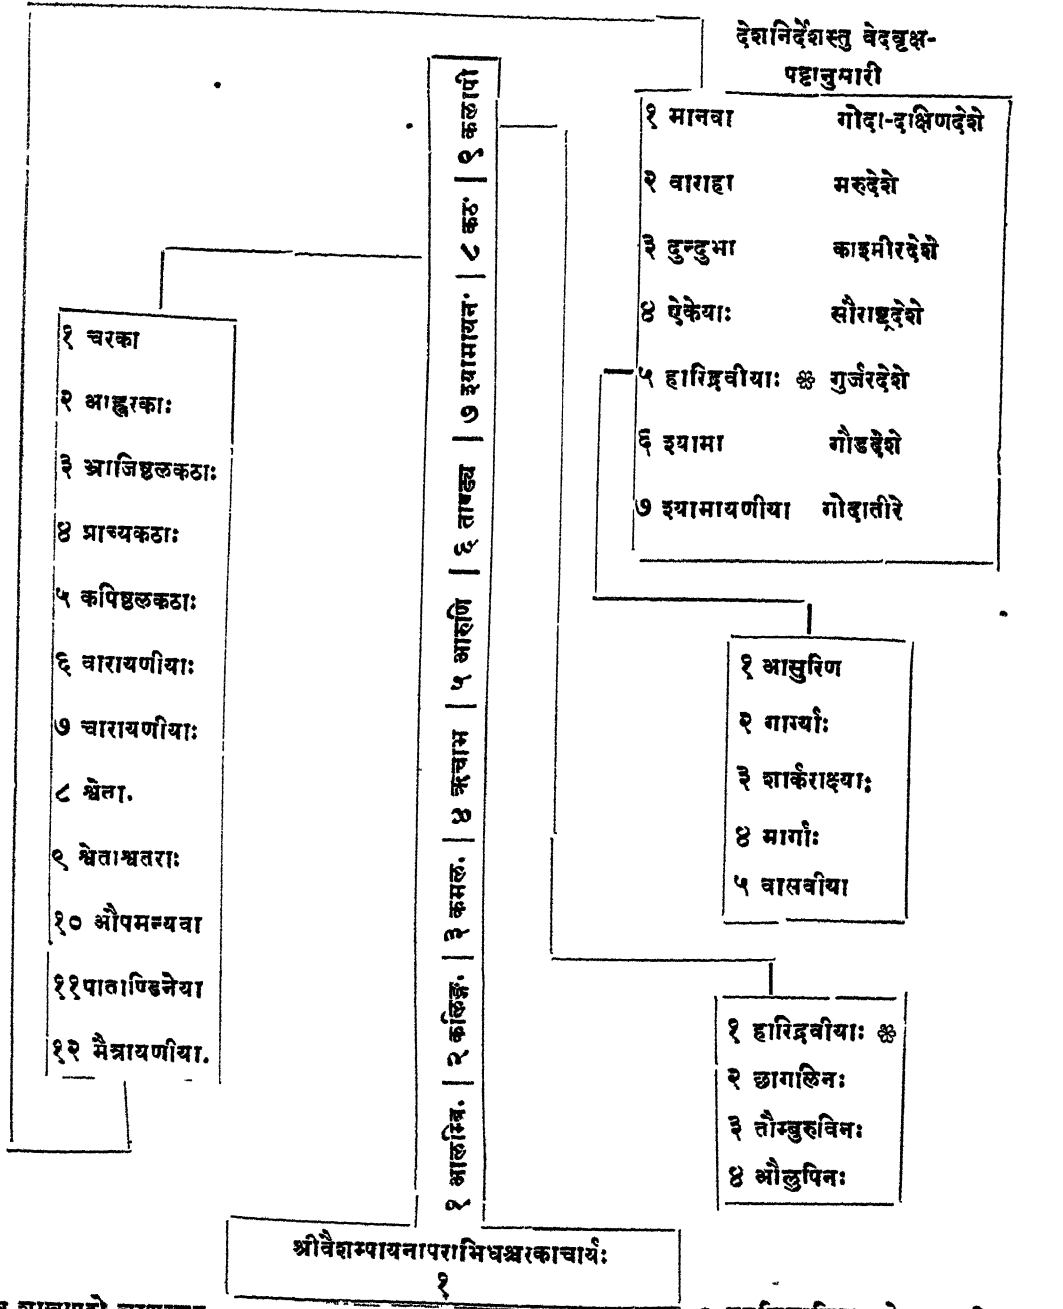 देशनिर्देशस्तु वेदवृक्ष-
पट्टानुसारी
१ मानवा गोदा-दक्षिणदेशे
२ वाराहा मरुदेशे
३ दुन्दुभा काश्मीरदेशे
४ ऐकेयाः सौराष्ट्रदेशे
५ हारिद्रवीयाः ❀ गुर्जरदेशे
६ श्यामा गौडदेशे
७ श्यामायणीया गोदातीरे
१ चरका
२ आह्वरकाः
३ भ्राजिष्ठलकठाः
४ प्राच्यकठाः
५ कपिष्ठलकठाः
६ वारायणीयाः
७ चारायणीयाः
८ श्वेता.
९ श्वेताश्वतराः
१० औपमन्यवा
११ पाताण्डिनेया
१२ मैत्रायणीया.
१ आलम्बि. | २ कलिङ्ग. | ३ कमल. | ४ ऋचाभ | ५ आरुणि | ६ ताण्ड्य | ७ श्यामायन. | ८ कठ. | ९ कलापी
१ आसुरिण
२ गार्ग्याः
३ शार्कराक्ष्याः
४ मार्गाः
५ वासवीया
१ हारिद्रवीयाः ❀
२ छागलिनः
३ तौम्बुरुविनः
४ औलुपिनः
श्रीवैशम्पायनापराभिधश्चरकाचार्यः
१